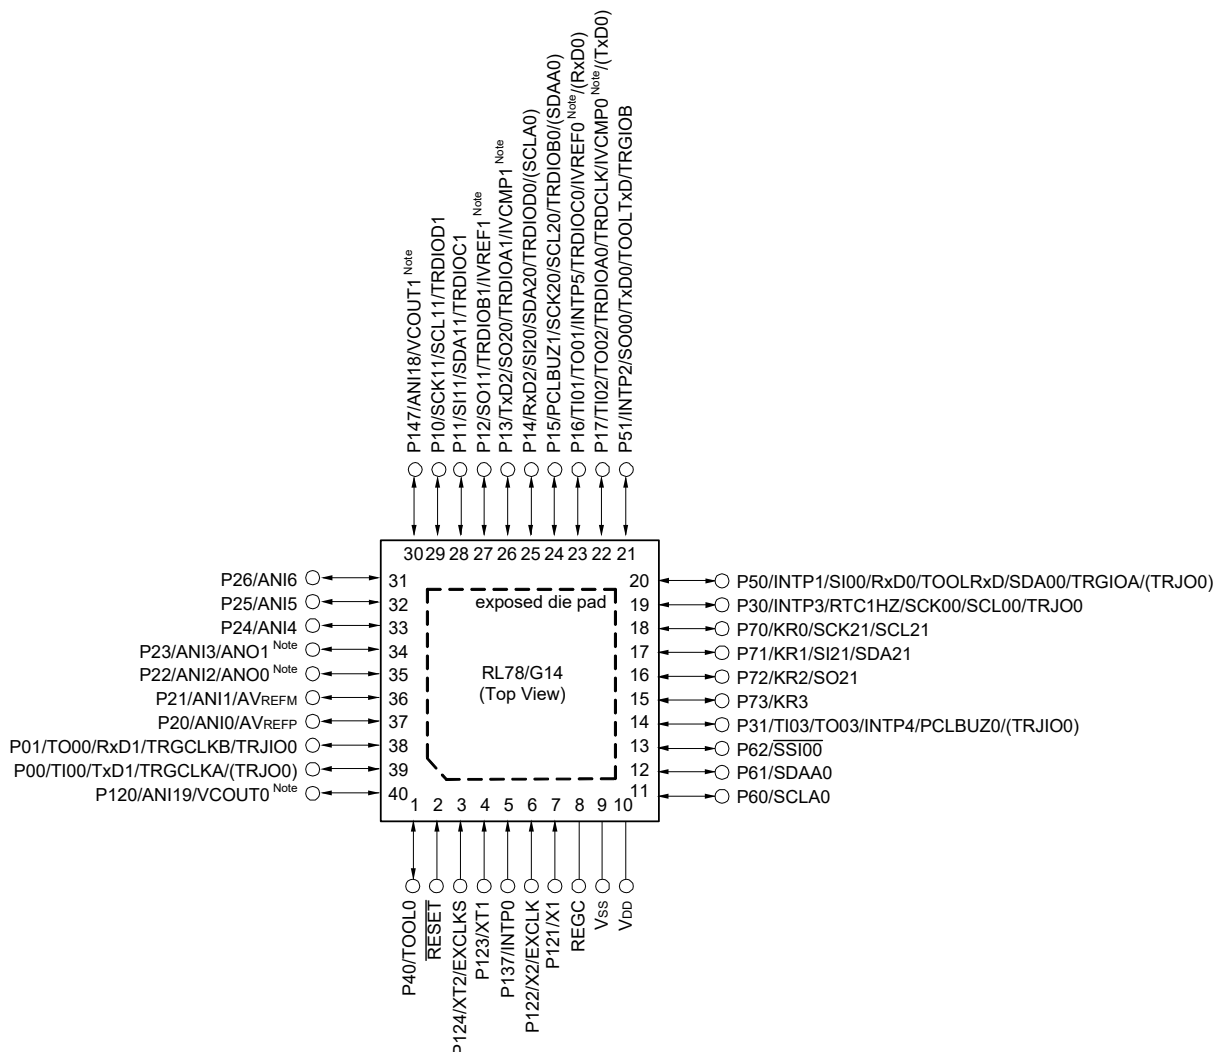 P147/ANI18/VCOUT1 Note
P10/SCK11/SCL11/TRDIOD1
P11/SI11/SDA11/TRDIOC1
P12/SO11/TRDIOB1/IVREF1 Note
P13/TxD2/SO20/TRDIOA1/IVCMP1 Note
P14/RxD2/SI20/SDA20/TRDIOD0/(SCLA0)
P15/PCLBUZ1/SCK20/SCL20/TRDIOB0/(SDAA0)
P16/TI01/TO01/INTP5/TRDIOC0/IVREF0 Note/(RxD0)
P17/TI02/TO02/TRDIOA0/TRDCLK/IVCMP0 Note/(TxD0)
P51/INTP2/SO00/TxD0/TOOLTxD/TRGIOB
30 29 28 27 26 25 24 23 22 21
P26/ANI6 31
P25/ANI5 32
P24/ANI4 33
P23/ANI3/ANO1 Note 34
P22/ANI2/ANO0 Note 35
P21/ANI1/AVREFM 36
P20/ANI0/AVREFP 37
P01/TO00/RxD1/TRGCLKB/TRJIO0 38
P00/TI00/TxD1/TRGCLKA/(TRJO0) 39
P120/ANI19/VCOUT0 Note 40
exposed die pad
RL78/G14
(Top View)
20 P50/INTP1/SI00/RxD0/TOOLRxD/SDA00/TRGIOA/(TRJO0)
19 P30/INTP3/RTC1HZ/SCK00/SCL00/TRJO0
18 P70/KR0/SCK21/SCL21
17 P71/KR1/SI21/SDA21
16 P72/KR2/SO21
15 P73/KR3
14 P31/TI03/TO03/INTP4/PCLBUZ0/(TRJIO0)
13 P62/SSI00
12 P61/SDAA0
11 P60/SCLA0
1 2 3 4 5 6 7 8 9 10
P40/TOOL0
RESET
P124/XT2/EXCLKS
P123/XT1
P137/INTP0
P122/X2/EXCLK
P121/X1
REGC
VSS
VDD